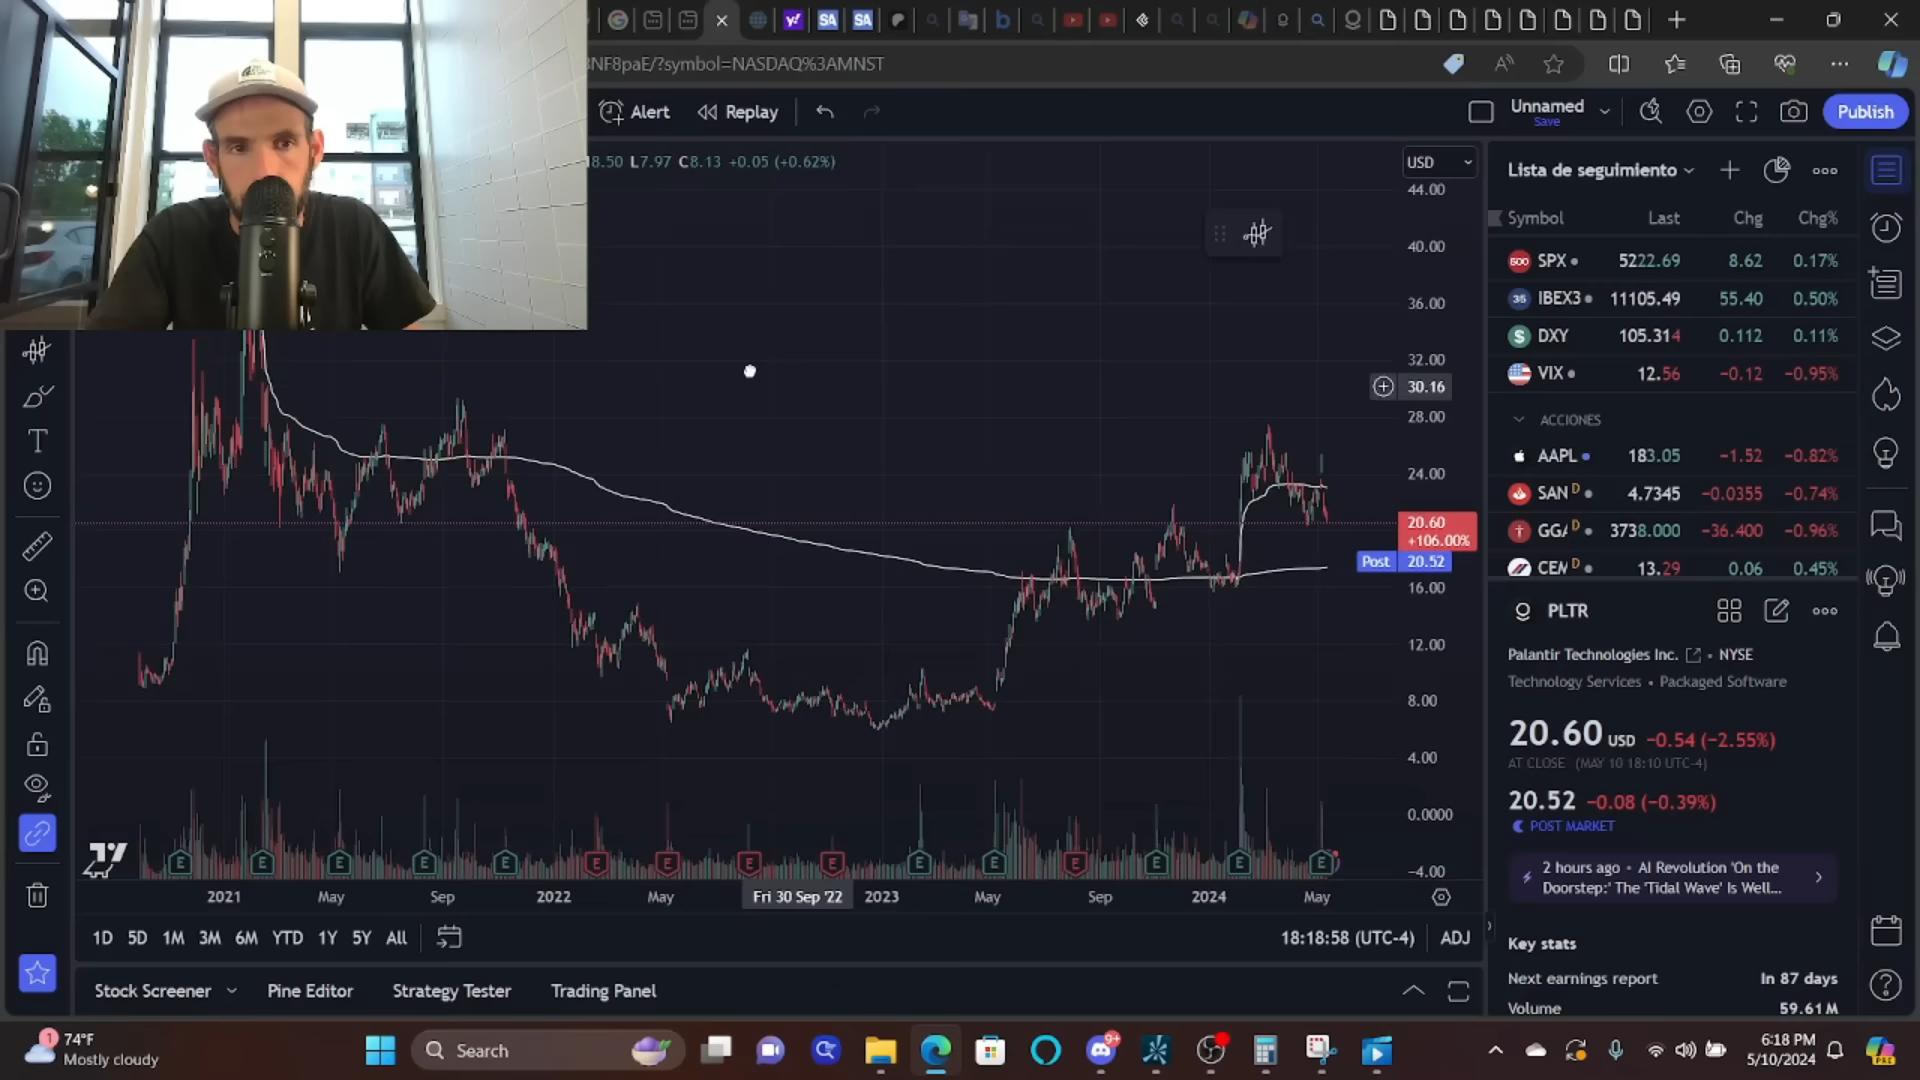 SA
SA
3NF8paE/?symbol=NASDAQ%3AMNST
Alert
Replay
Unnamed
Save
Publish
8.50 L7.97 C8.13 +0.05 (+0.62%)
USD
44.00
40.00
36.00
32.00
30.16
28.00
24.00
20.60
+106.00%
Post 20.52
16.00
12.00
8.00
4.00
0.0000
−4.00
E E E E E E E E E E E E E E E
2021 May Sep 2022 May Fri 30 Sep '22 2023 May Sep 2024 May
1D 5D 1M 3M 6M YTD 1Y 5Y All
18:18:58 (UTC-4) ADJ
Stock Screener Pine Editor Strategy Tester Trading Panel
Lista de seguimiento
Symbol Last Chg Chg%
500 SPX 5222.69 8.62 0.17%
35 IBEX3 11105.49 55.40 0.50%
$ DXY 105.314 0.112 0.11%
VIX 12.56 −0.12 −0.95%
ACCIONES
AAPL 183.05 −1.52 −0.82%
SAN D 4.7345 −0.0355 −0.74%
GGA D 3738.000 −36.400 −0.96%
CEM D 13.29 0.06 0.45%
PLTR
Palantir Technologies Inc. • NYSE
Technology Services • Packaged Software
20.60 USD −0.54 (−2.55%)
AT CLOSE (MAY 10 18:10 UTC-4)
20.52 −0.08 (−0.39%)
POST MARKET
2 hours ago • AI Revolution 'On the
Doorstep:' The 'Tidal Wave' Is Well...
Key stats
Next earnings report In 87 days
Volume 59.61M
1
74°F
Mostly cloudy
Search
9+
6:18 PM
5/10/2024
PRE